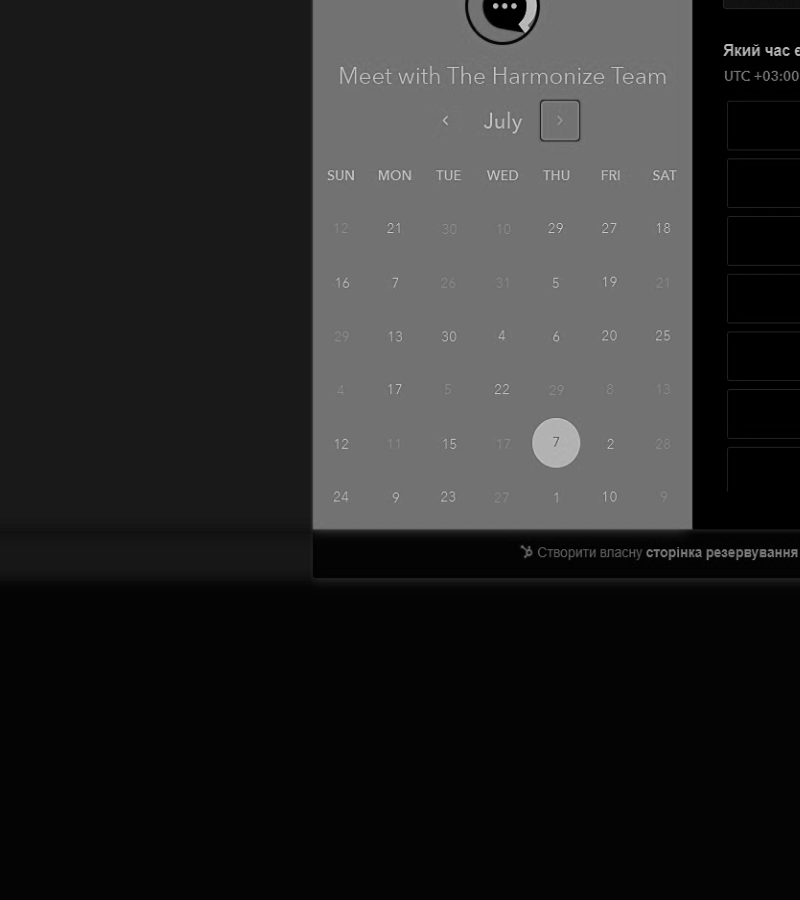 Meet with The Harmonize Team
July
SUN MON TUE WED THU FRI SAT
12 21 30 10 29 27 18
16 7 26 31 5 19 21
29 13 30 4 6 20 25
4 17 5 22 29 8 13
12 11 15 17 7 2 28
24 9 23 27 1 10 9
Який час
UTC +03:00
Створити власну сторінка резервування